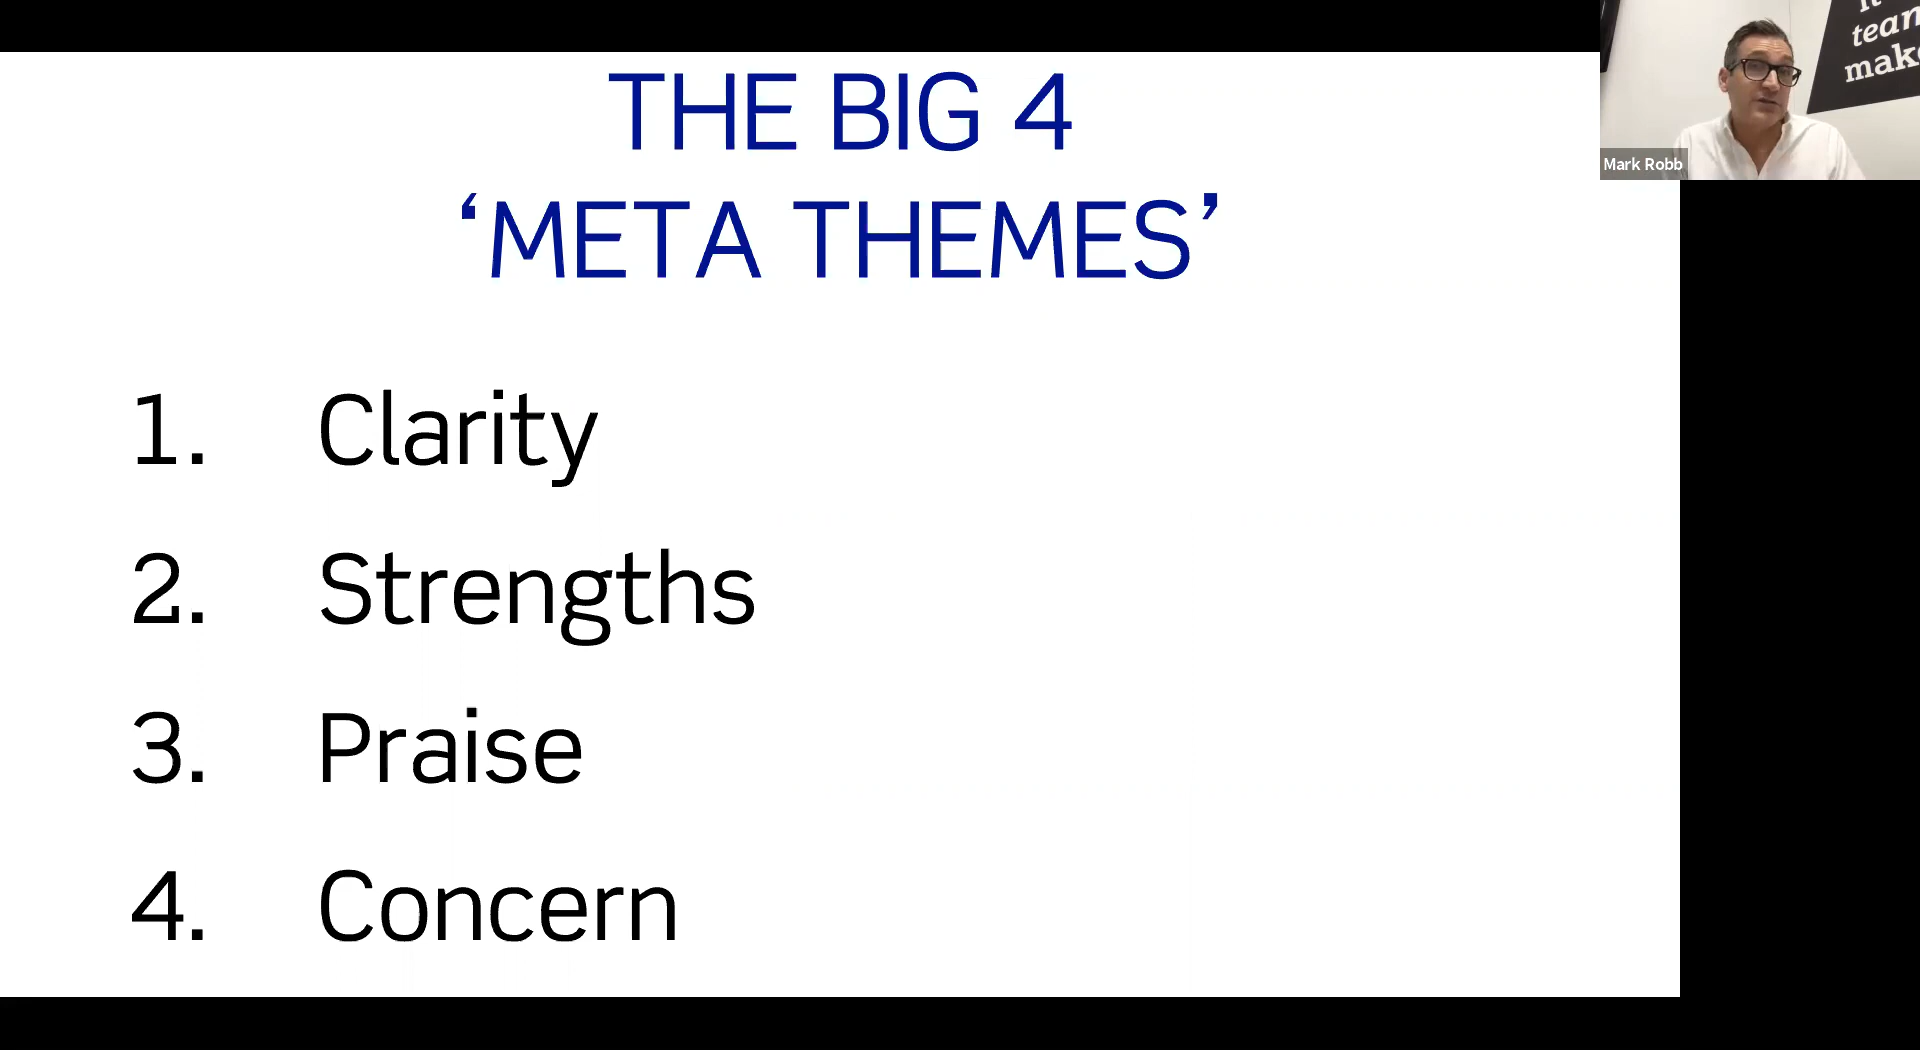 THE BIG 4
‘META THEMES’
1. Clarity
2. Strengths
3. Praise
4. Concern
Mark Robb